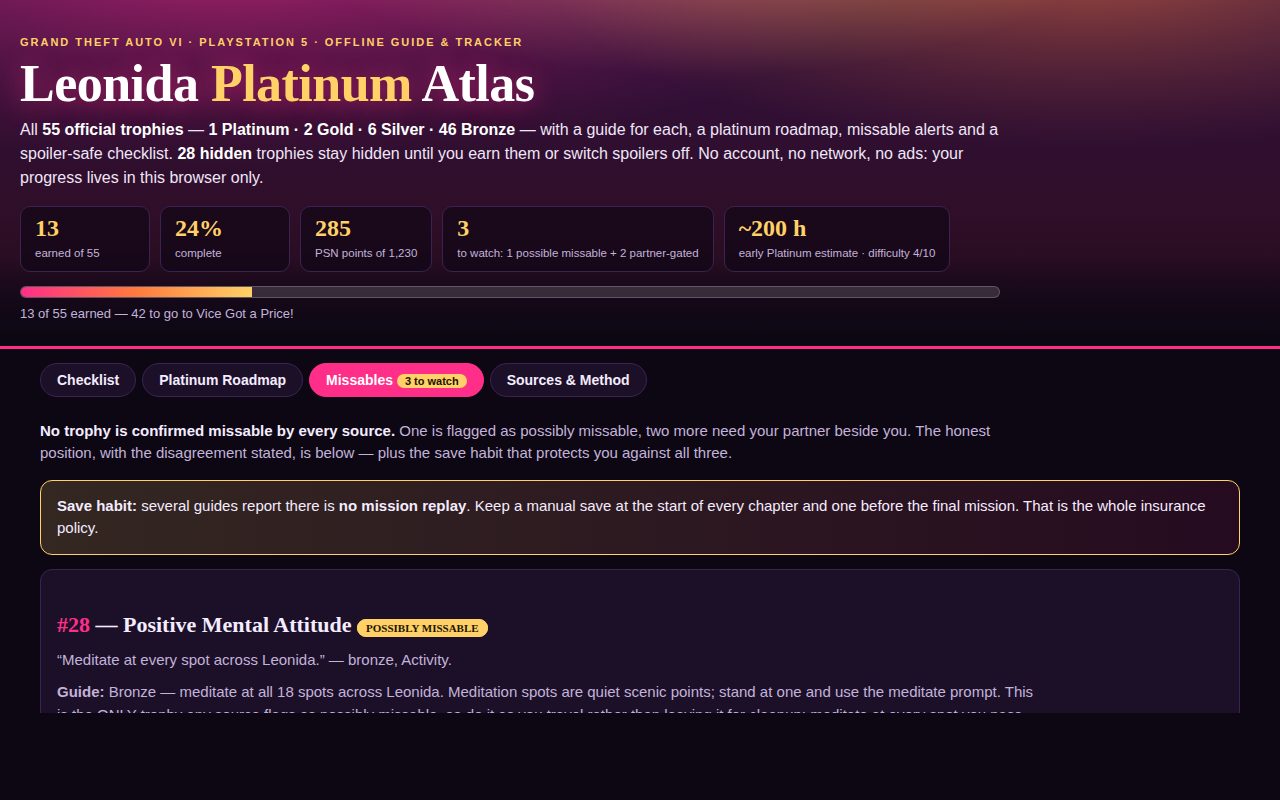 GRAND THEFT AUTO VI · PLAYSTATION 5 · OFFLINE GUIDE & TRACKER
Leonida Platinum Atlas
All 55 official trophies — 1 Platinum · 2 Gold · 6 Silver · 46 Bronze — with a guide for each, a platinum roadmap, missable alerts and a
spoiler-safe checklist. 28 hidden trophies stay hidden until you earn them or switch spoilers off. No account, no network, no ads: your
progress lives in this browser only.
13
earned of 55
24%
complete
285
PSN points of 1,230
3
to watch: 1 possible missable + 2 partner-gated
~200 h
early Platinum estimate · difficulty 4/10
13 of 55 earned — 42 to go to Vice Got a Price!
Checklist
Platinum Roadmap
Missables 3 to watch
Sources & Method
No trophy is confirmed missable by every source. One is flagged as possibly missable, two more need your partner beside you. The honest
position, with the disagreement stated, is below — plus the save habit that protects you against all three.
Save habit: several guides report there is no mission replay. Keep a manual save at the start of every chapter and one before the final mission. That is the whole insurance
policy.
#28 — Positive Mental Attitude POSSIBLY MISSABLE
“Meditate at every spot across Leonida.” — bronze, Activity.
Guide: Bronze — meditate at all 18 spots across Leonida. Meditation spots are quiet scenic points; stand at one and use the meditate prompt. This